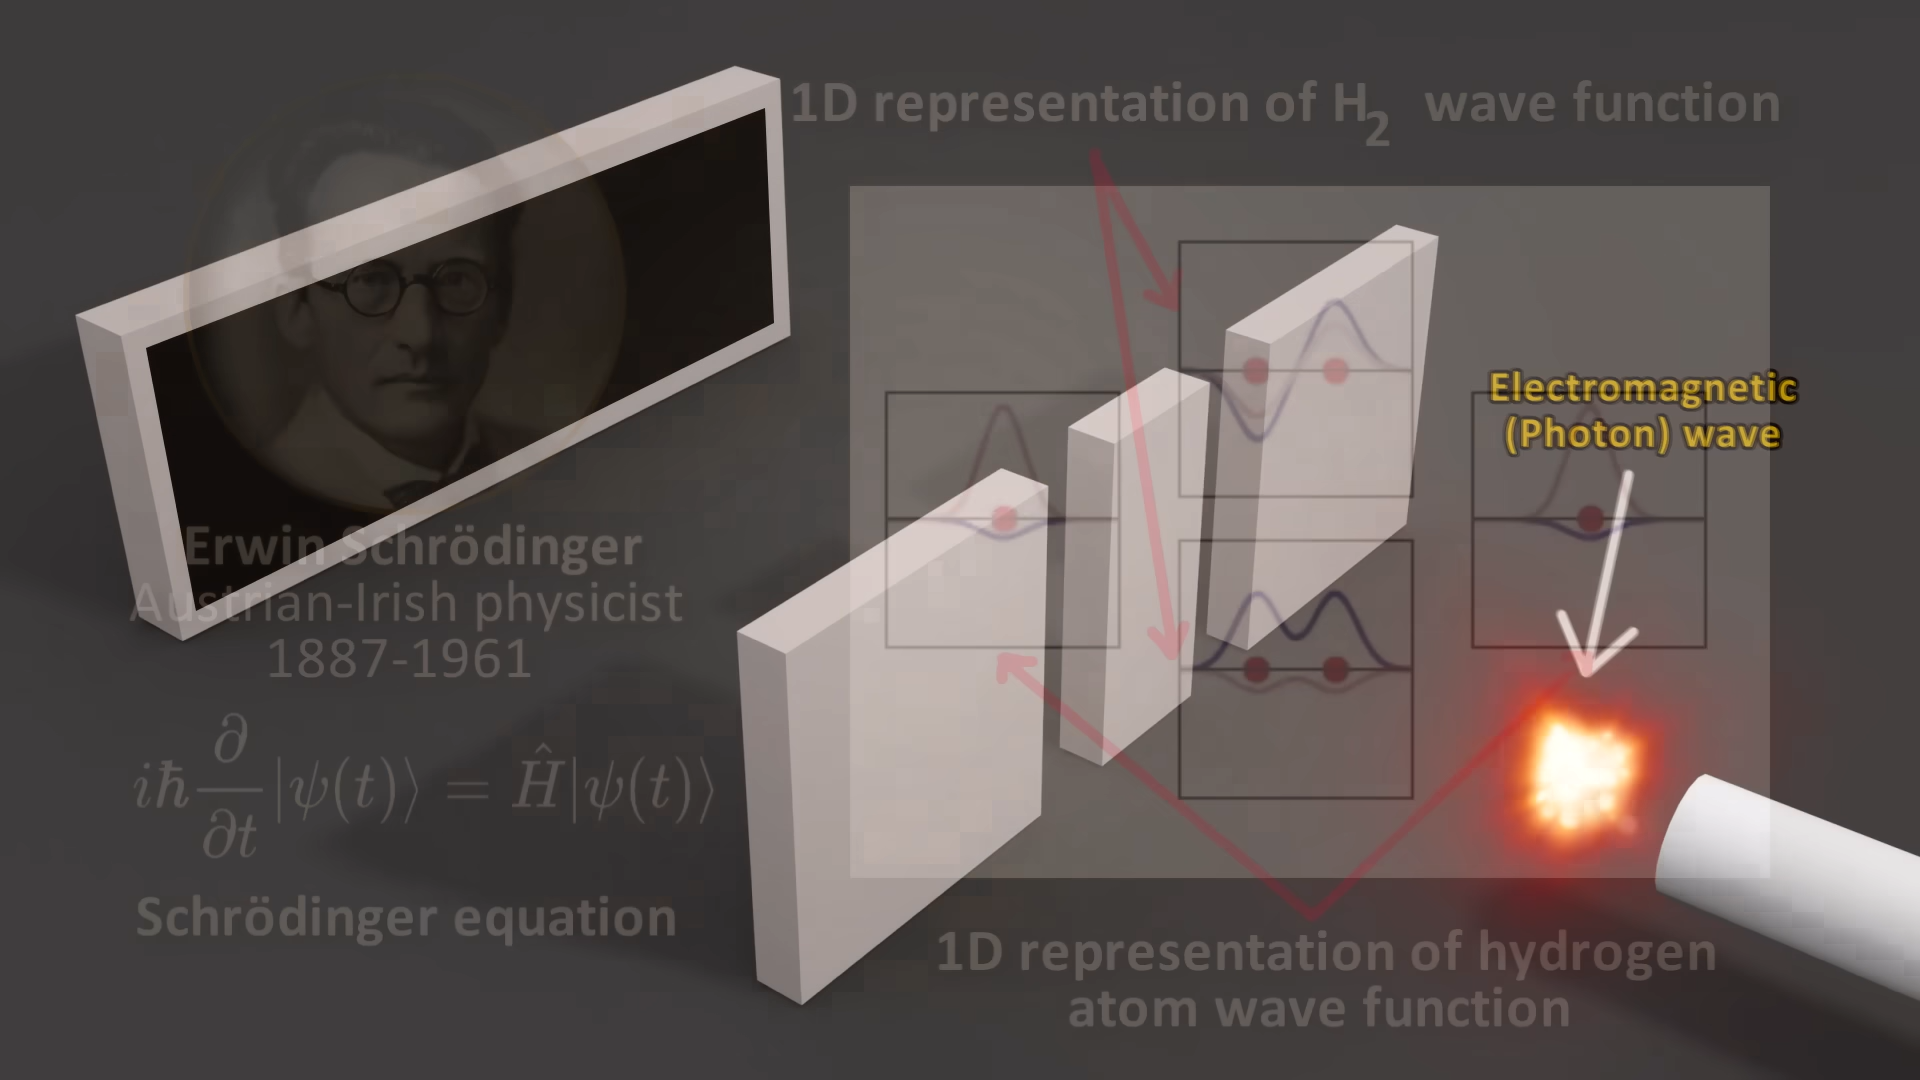 1D representation of H₂ wave function
Electromagnetic
(Photon) wave
Erwin Schrödinger
Austrian-Irish physicist
1887-1961
iħ ∂/∂t |ψ(t)⟩ = Ĥ|ψ(t)⟩
Schrödinger equation
1D representation of hydrogen
atom wave function